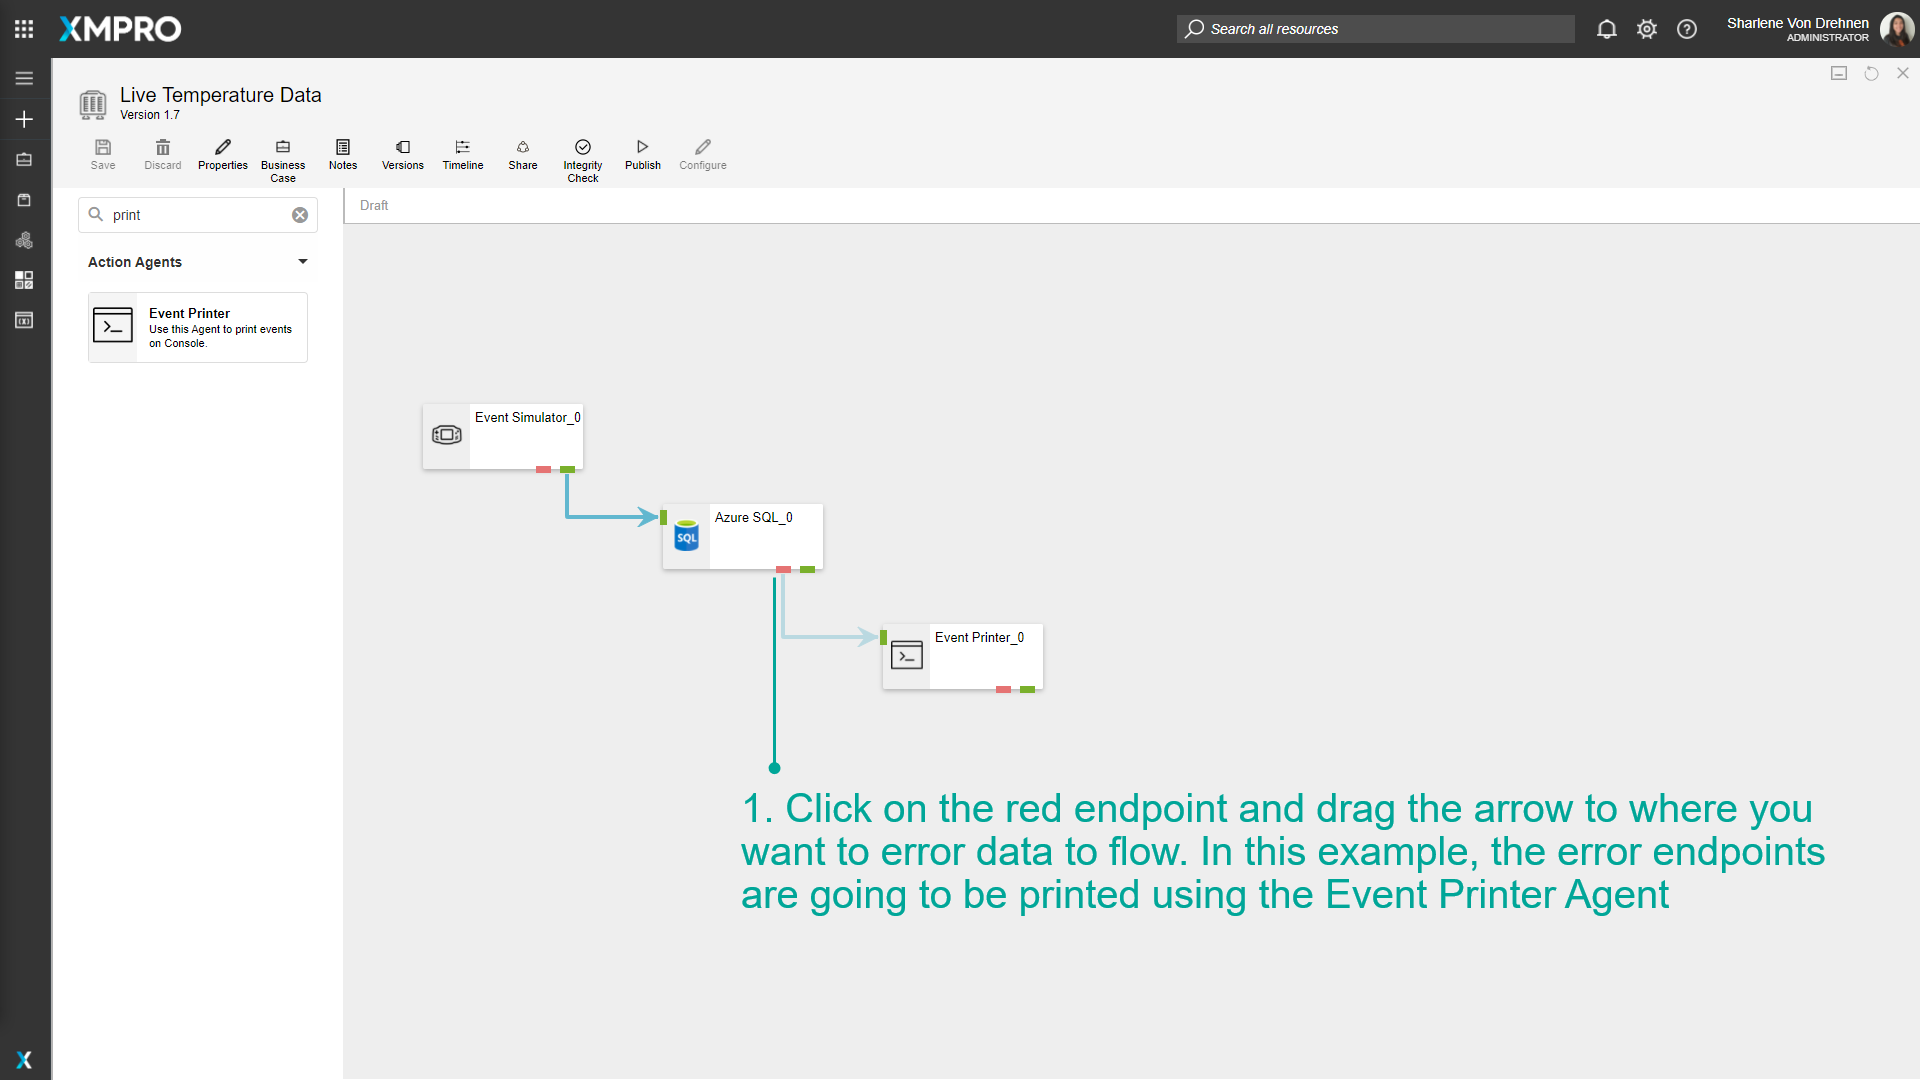 XMPRO
Search all resources
Sharlene Von Drehnen
ADMINISTRATOR
Live Temperature Data
Version 1.7
Save
Discard
Properties
Business
Case
Notes
Versions
Timeline
Share
Integrity
Check
Publish
Configure
print
Draft
Action Agents
Event Printer
Use this Agent to print events
on Console.
Event Simulator_0
Azure SQL_0
SQL
Event Printer_0
1. Click on the red endpoint and drag the arrow to where you
want to error data to flow. In this example, the error endpoints
are going to be printed using the Event Printer Agent